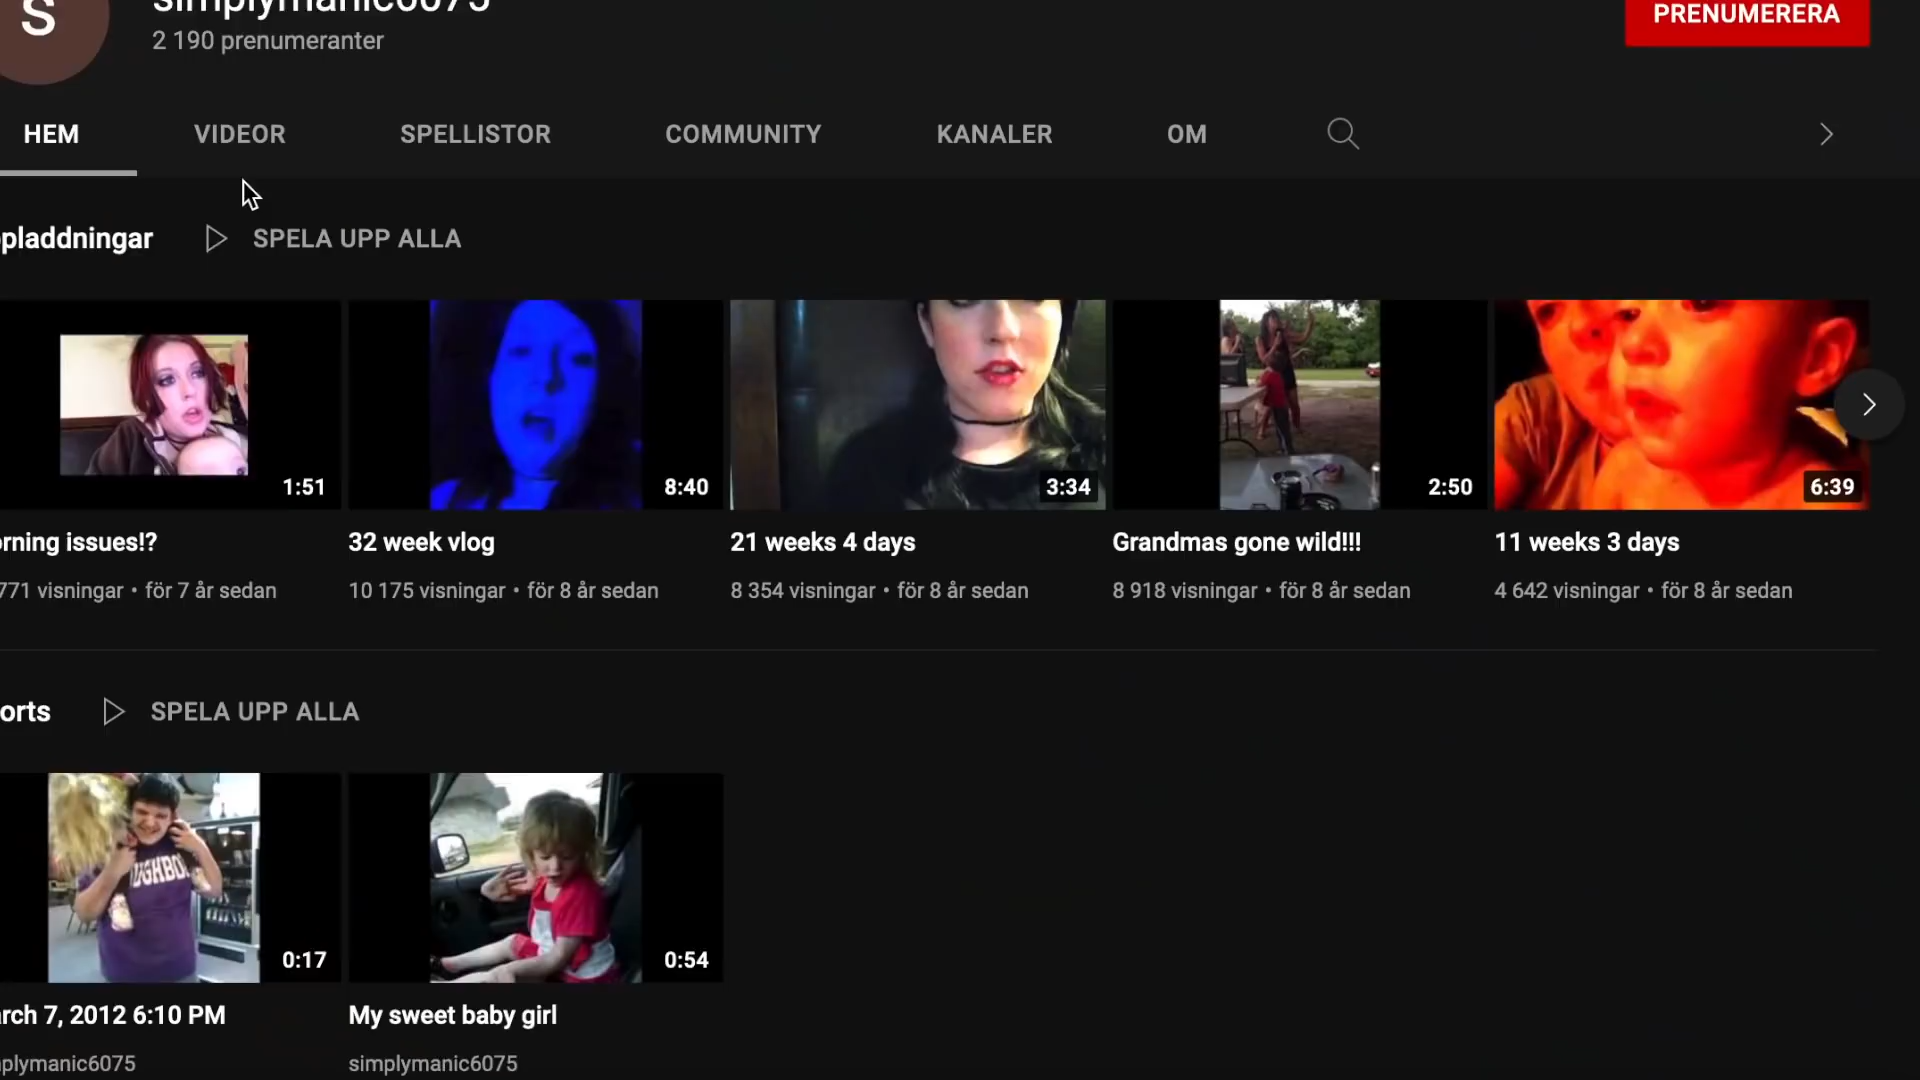 S
simplymanic6075
2 190 prenumeranter
PRENUMERERA
HEM
VIDEOR
SPELLISTOR
COMMUNITY
KANALER
OM
pladdningar
SPELA UPP ALLA
1:51
8:40
3:34
2:50
6:39
rning issues!?
32 week vlog
21 weeks 4 days
Grandmas gone wild!!!
11 weeks 3 days
771 visningar • för 7 år sedan
10 175 visningar • för 8 år sedan
8 354 visningar • för 8 år sedan
8 918 visningar • för 8 år sedan
4 642 visningar • för 8 år sedan
orts
SPELA UPP ALLA
UGHBO
0:17
0:54
rch 7, 2012 6:10 PM
My sweet baby girl
plymanic6075
simplymanic6075